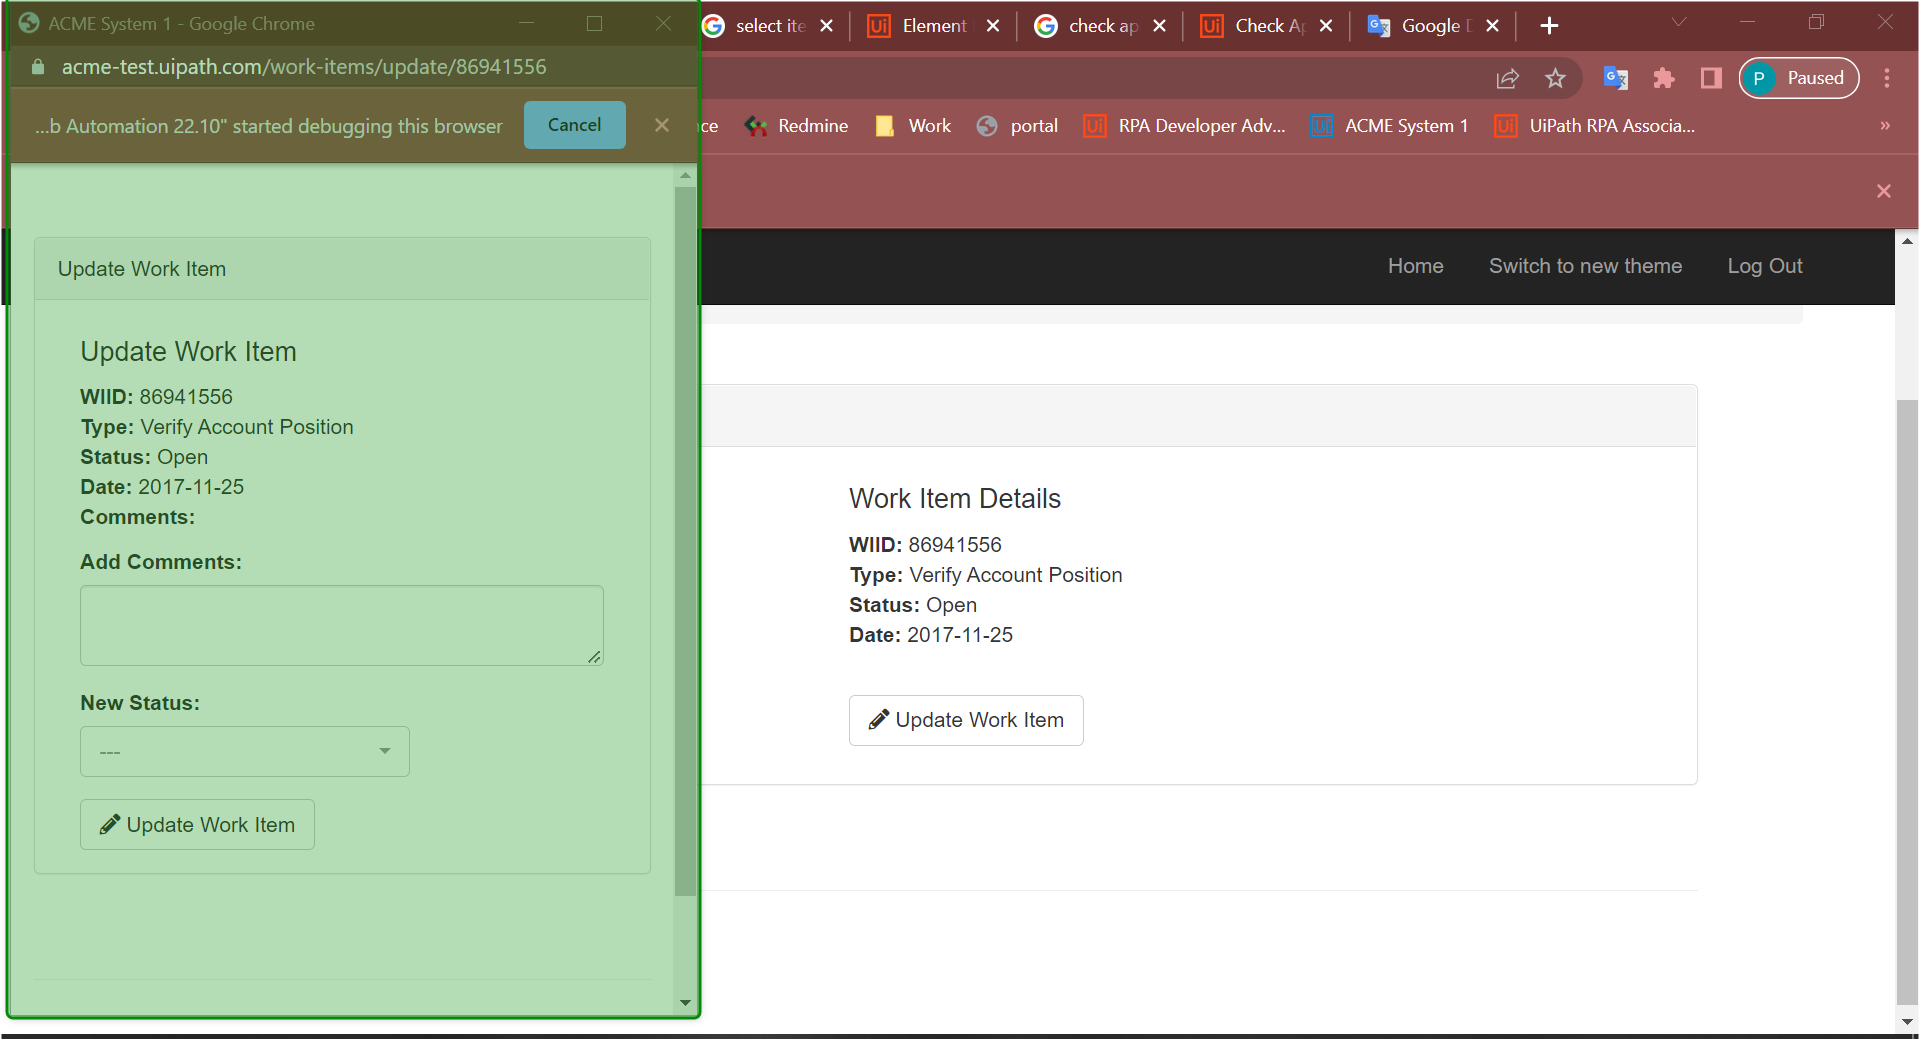 ACME System 1 - Google Chrome
acme-test.uipath.com/work-items/update/86941556
...b Automation 22.10" started debugging this browser
Cancel
Update Work Item
Update Work Item
WIID: 86941556
Type: Verify Account Position
Status: Open
Date: 2017-11-25
Comments:
Add Comments:
New Status:
---
Update Work Item
select ite
Element
check ap
Check Ap
Google
P Paused
Redmine
Work
portal
RPA Developer Adv...
ACME System 1
UiPath RPA Associa...
»
Home
Switch to new theme
Log Out
Work Item Details
WIID: 86941556
Type: Verify Account Position
Status: Open
Date: 2017-11-25
Update Work Item